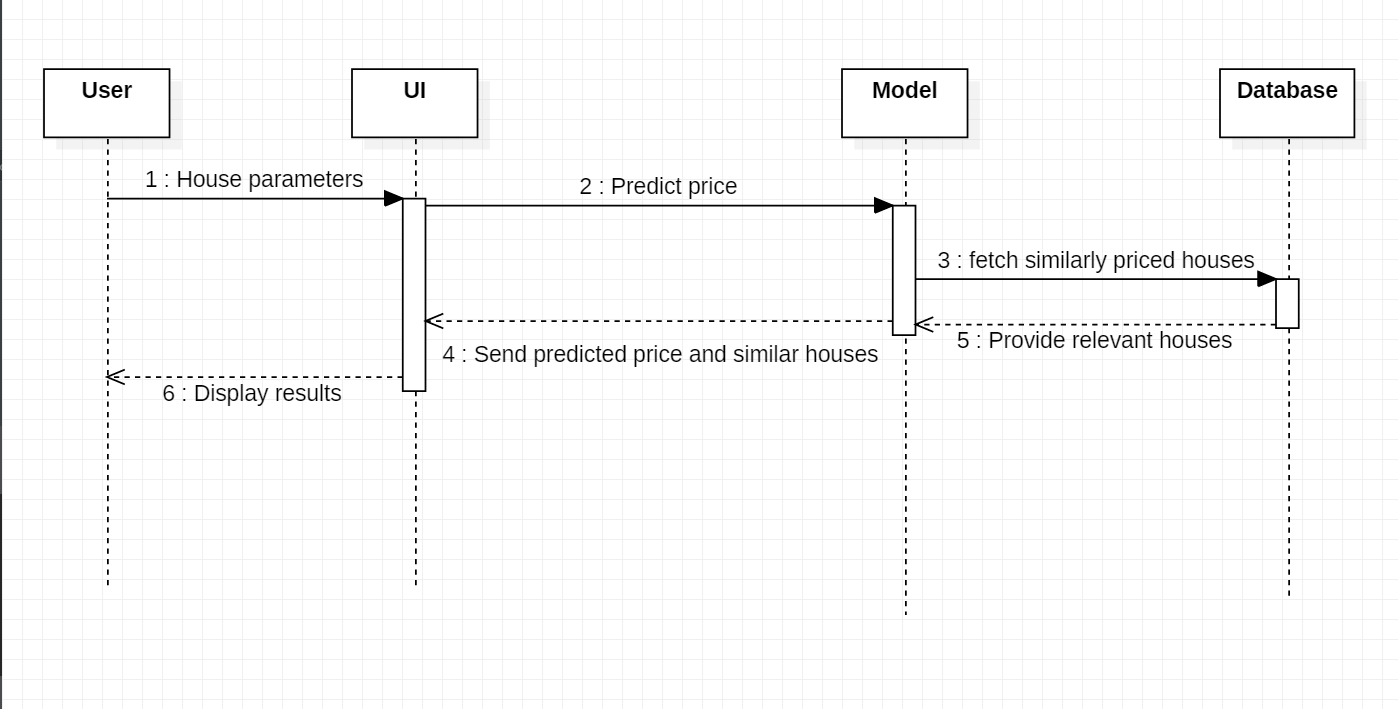 User
UI
Model
Database
1 : House parameters
2 : Predict price
3 : fetch similarly priced houses
4 : Send predicted price and similar houses
5 : Provide relevant houses
6 : Display results